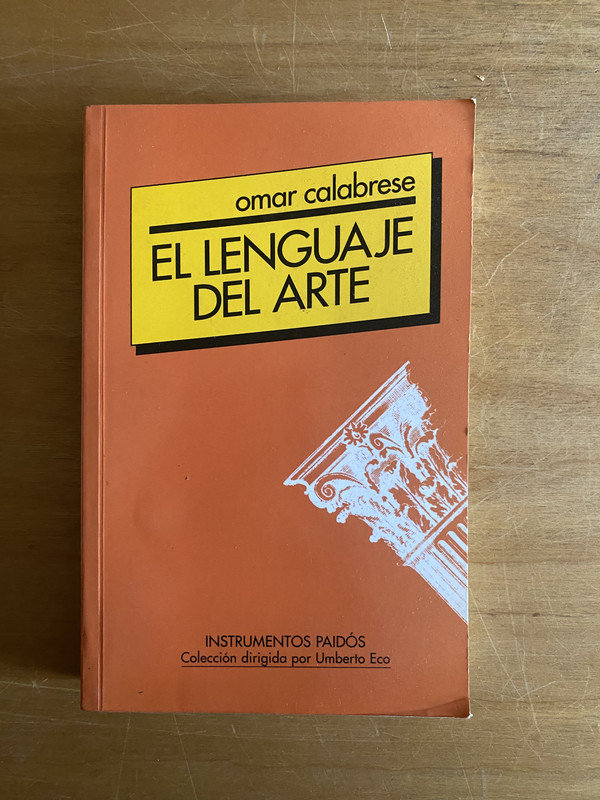 omar calabrese
EL LENGUAJE
DEL ARTE
INSTRUMENTOS PAIDÓS
Colección dirigida por Umberto Eco